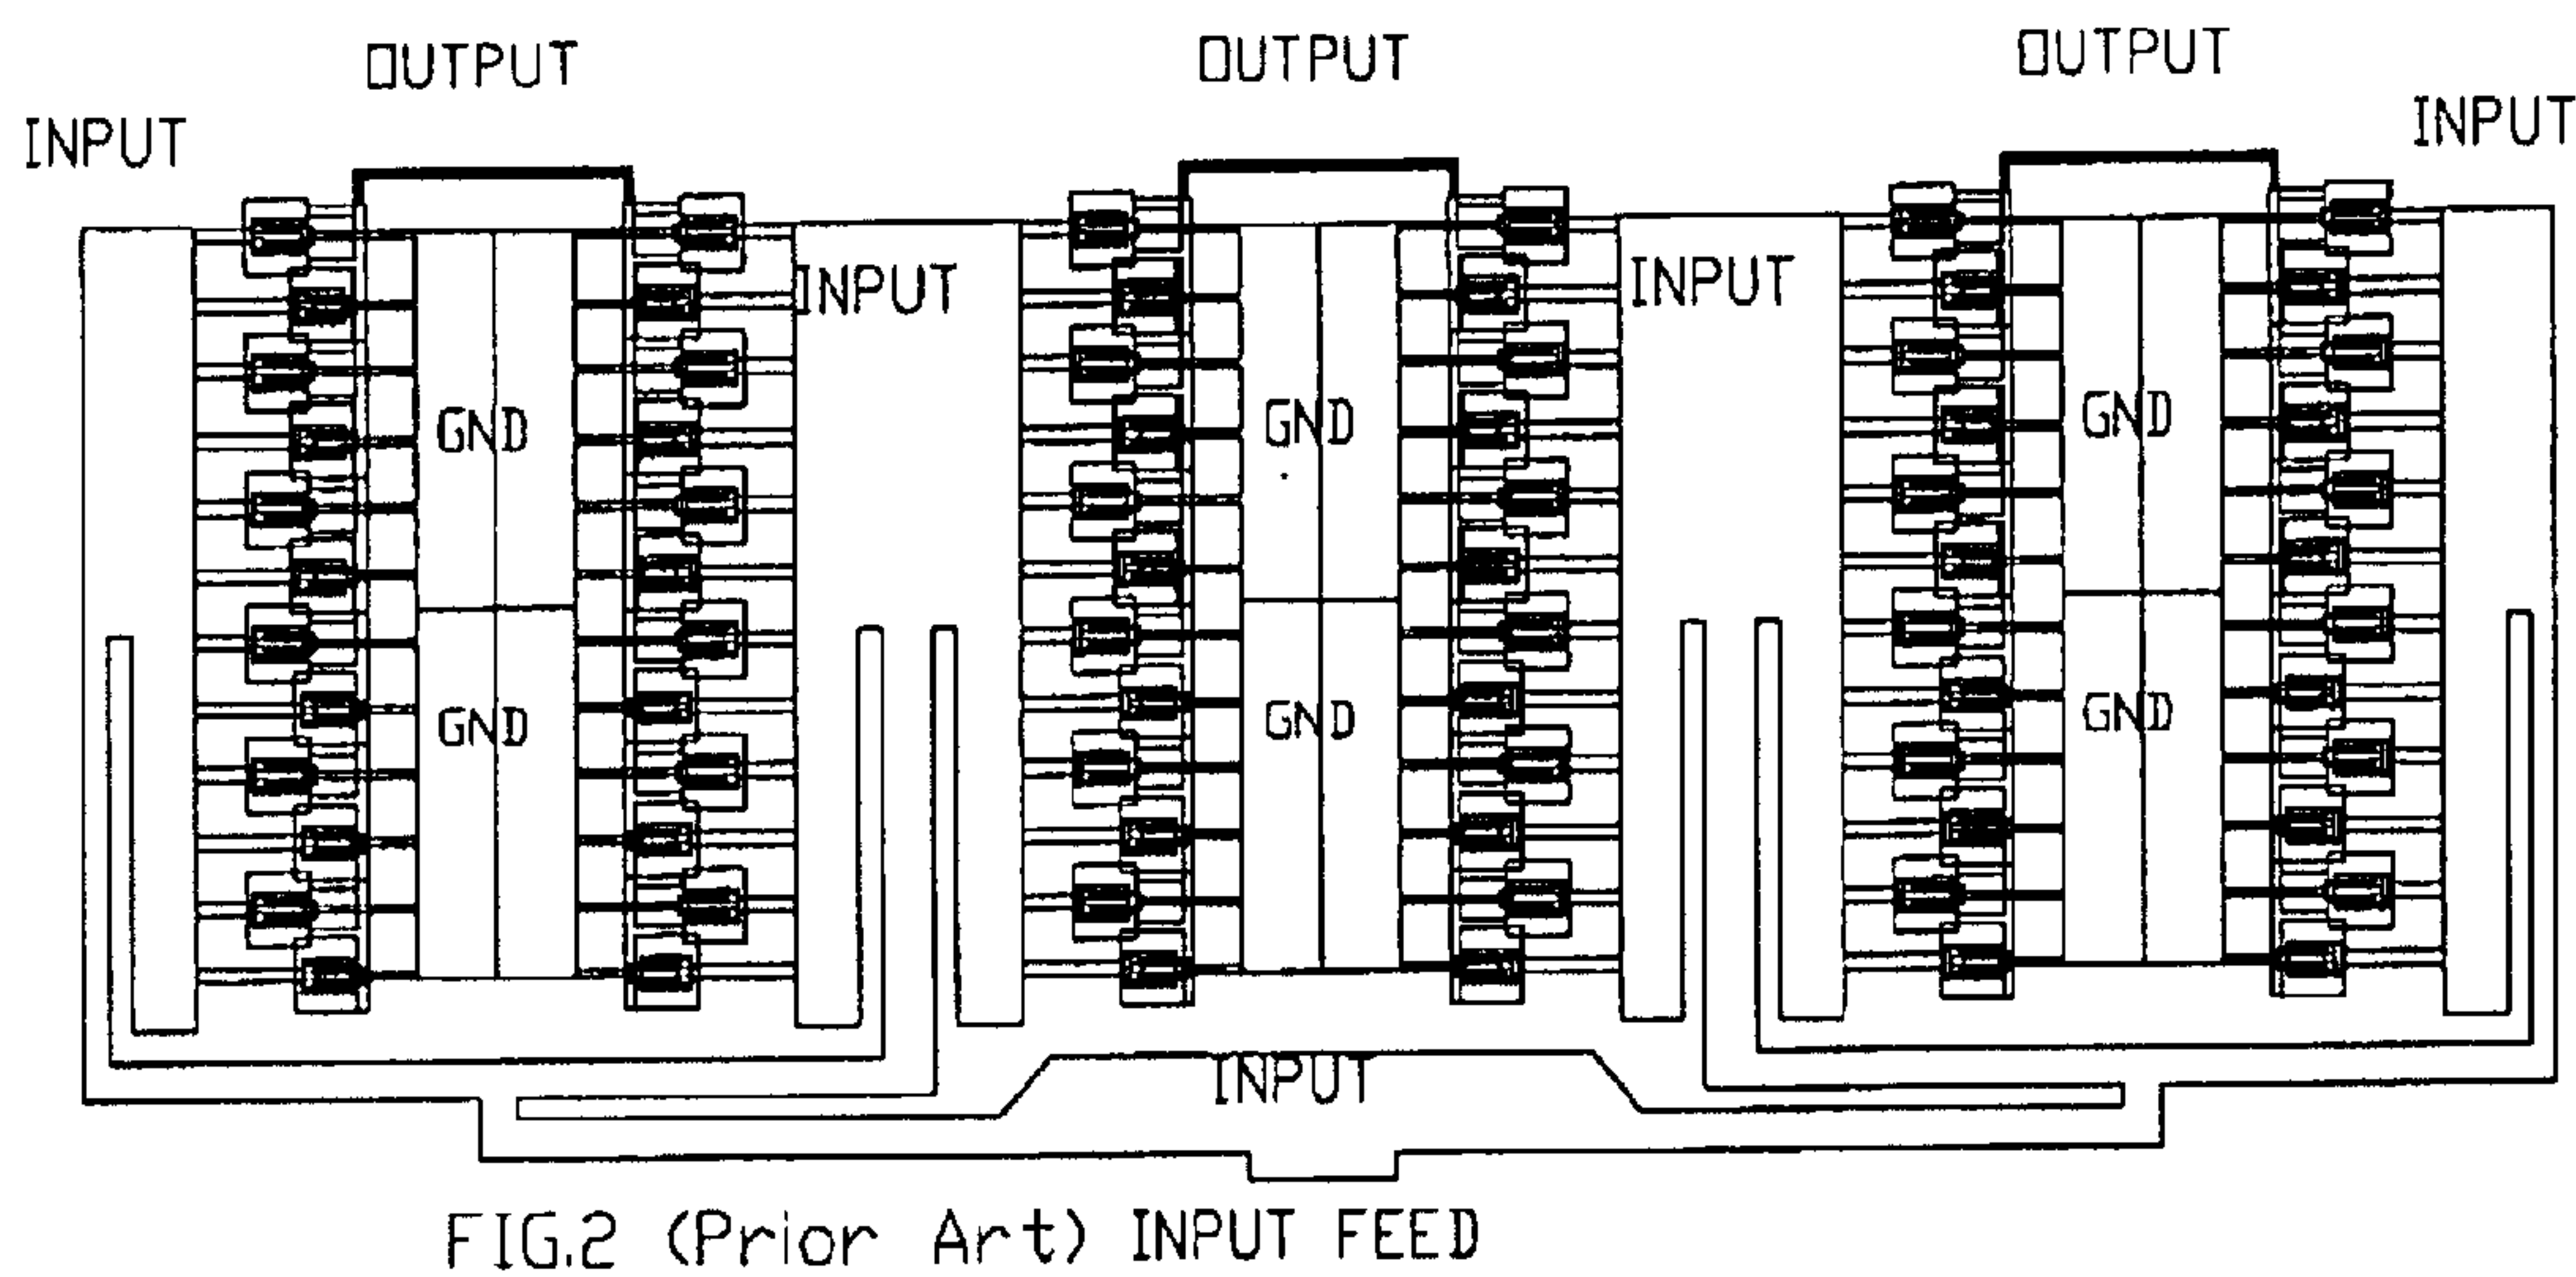 OUTPUT OUTPUT OUTPUT
INPUT INPUT
INPUT INPUT
GND GND GND
GND GND GND
INPUT
FIG.2 (Prior Art) INPUT FEED